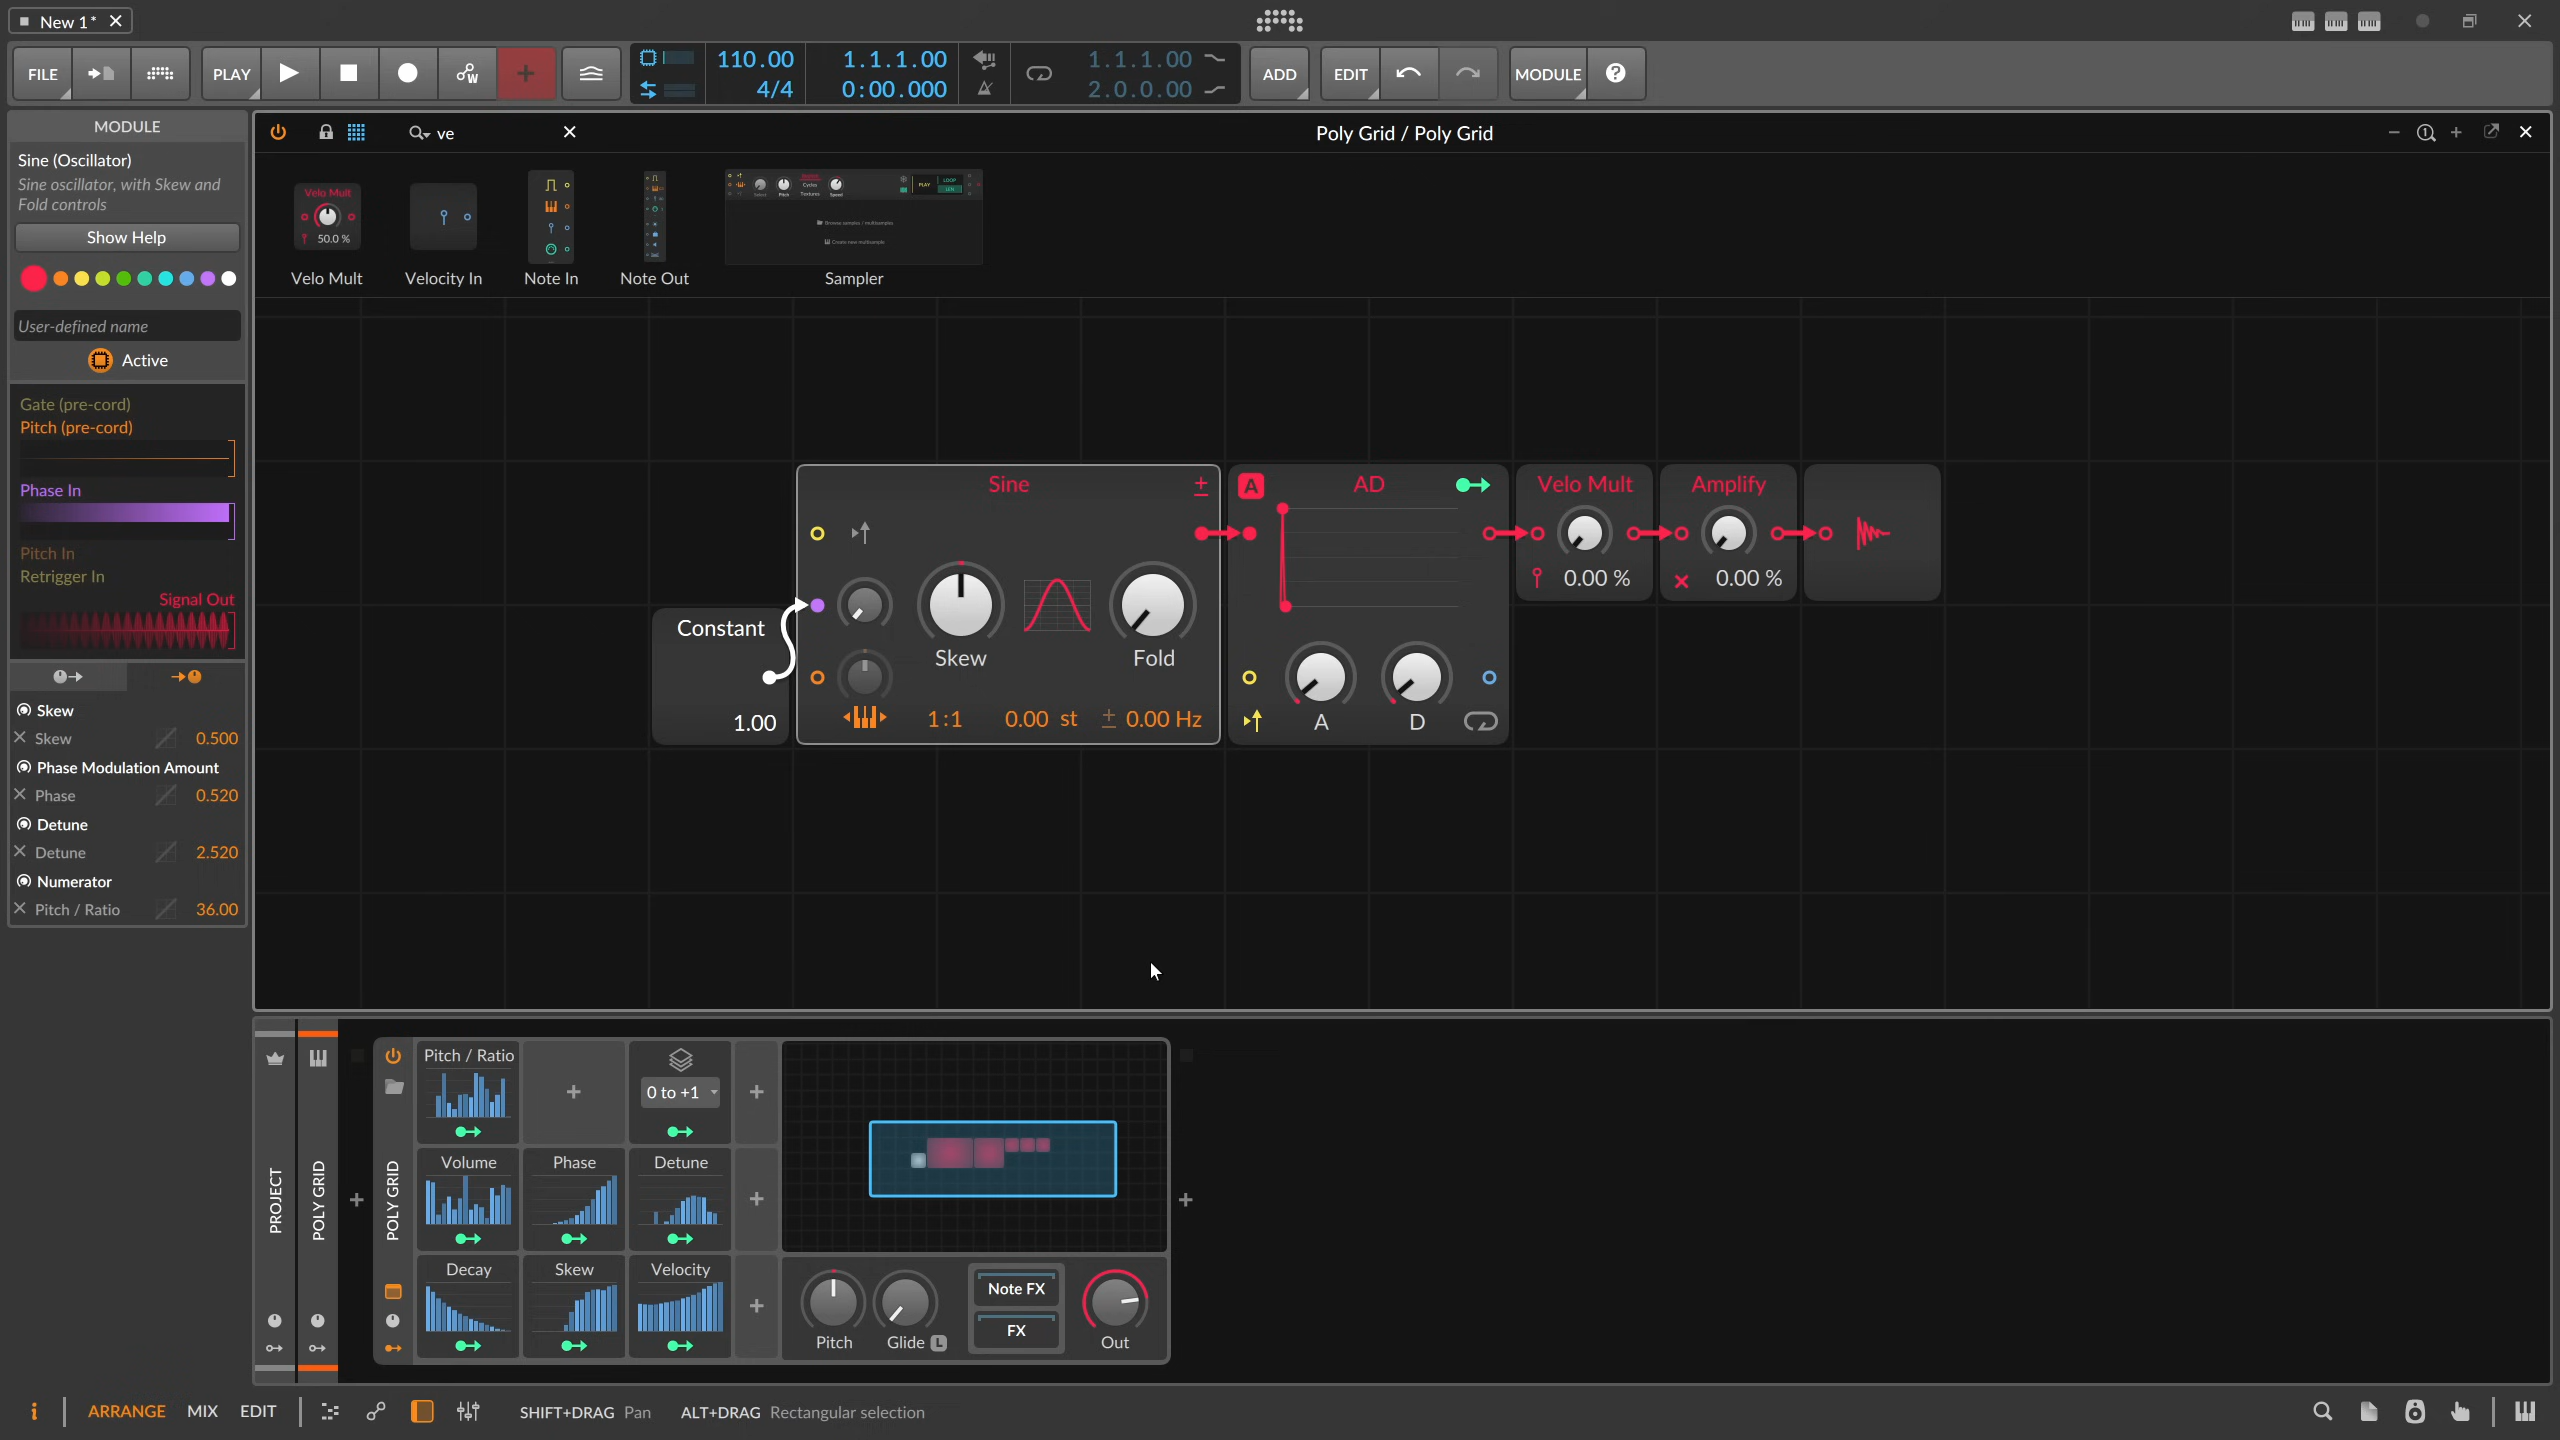 New 1*
FILE
PLAY
W
110.00
4/4
1.1.1.00
0:00.000
1.1.1.00
2.0.0.00
ADD
EDIT
MODULE
?
MODULE
Sine (Oscillator)
Sine oscillator, with Skew and
Fold controls
Show Help
User-defined name
Active
Gate (pre-cord)
Pitch (pre-cord)
Phase In
Pitch In
Retrigger In
Signal Out
Skew
Skew 0.500
Phase Modulation Amount
Phase 0.520
Detune
Detune 2.520
Numerator
Pitch / Ratio 36.00
ve
Poly Grid / Poly Grid
Velo Mult
50.0 %
Velo Mult
Velocity In
Note In
Note Out
Sampler
Constant
1.00
Sine
Skew
Fold
1:1
0.00 st
± 0.00 Hz
A
AD
A
D
Velo Mult
0.00 %
Amplify
0.00 %
PROJECT
POLY GRID
POLY GRID
Pitch / Ratio
0 to +1
Volume
Phase
Detune
Decay
Skew
Velocity
Pitch
Glide L
Note FX
FX
Out
i
ARRANGE
MIX
EDIT
SHIFT+DRAG Pan
ALT+DRAG Rectangular selection